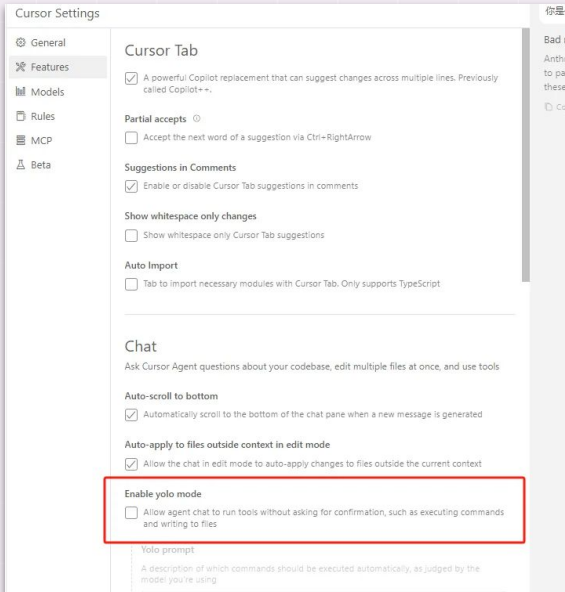 Cursor Settings
General
Features
Models
Rules
MCP
Beta
Cursor Tab
A powerful Copilot replacement that can suggest changes across multiple lines. Previously
called Copilot++.
Partial accepts
Accept the next word of a suggestion via Ctrl+RightArrow
Suggestions in Comments
Enable or disable Cursor Tab suggestions in comments
Show whitespace only changes
Show whitespace only Cursor Tab suggestions
Auto Import
Tab to import necessary modules with Cursor Tab. Only supports TypeScript
Chat
Ask Cursor Agent questions about your codebase, edit multiple files at once, and use tools
Auto-scroll to bottom
Automatically scroll to the bottom of the chat pane when a new message is generated
Auto-apply to files outside context in edit mode
Allow the chat in edit mode to auto-apply changes to files outside the current context
Enable yolo mode
Allow agent chat to run tools without asking for confirmation, such as executing commands
and writing to files
Yolo prompt
A description of which commands should be executed automatically, as judged by the
model you're using
你是
Bad
to pa
these